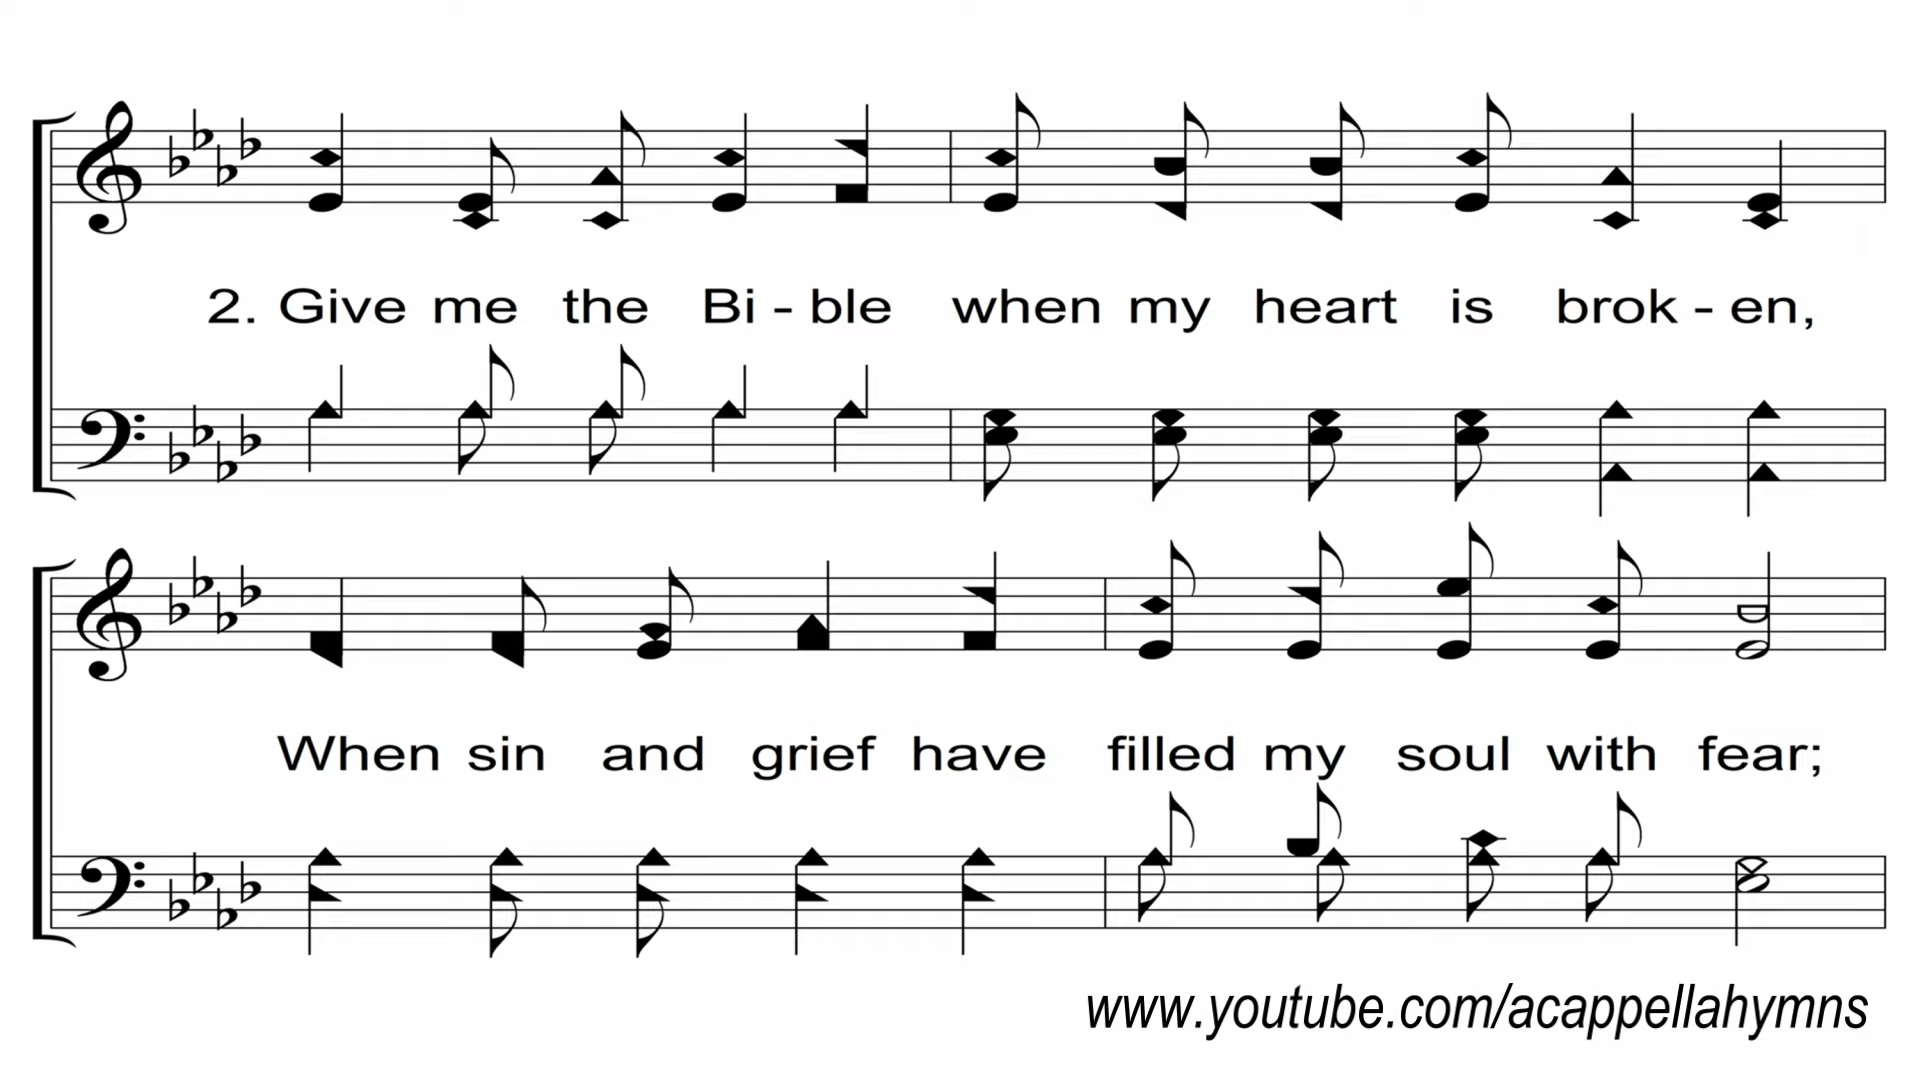 2. Give me the Bi - ble when my heart is brok - en,
When sin and grief have filled my soul with fear;
www.youtube.com/acappellahymns